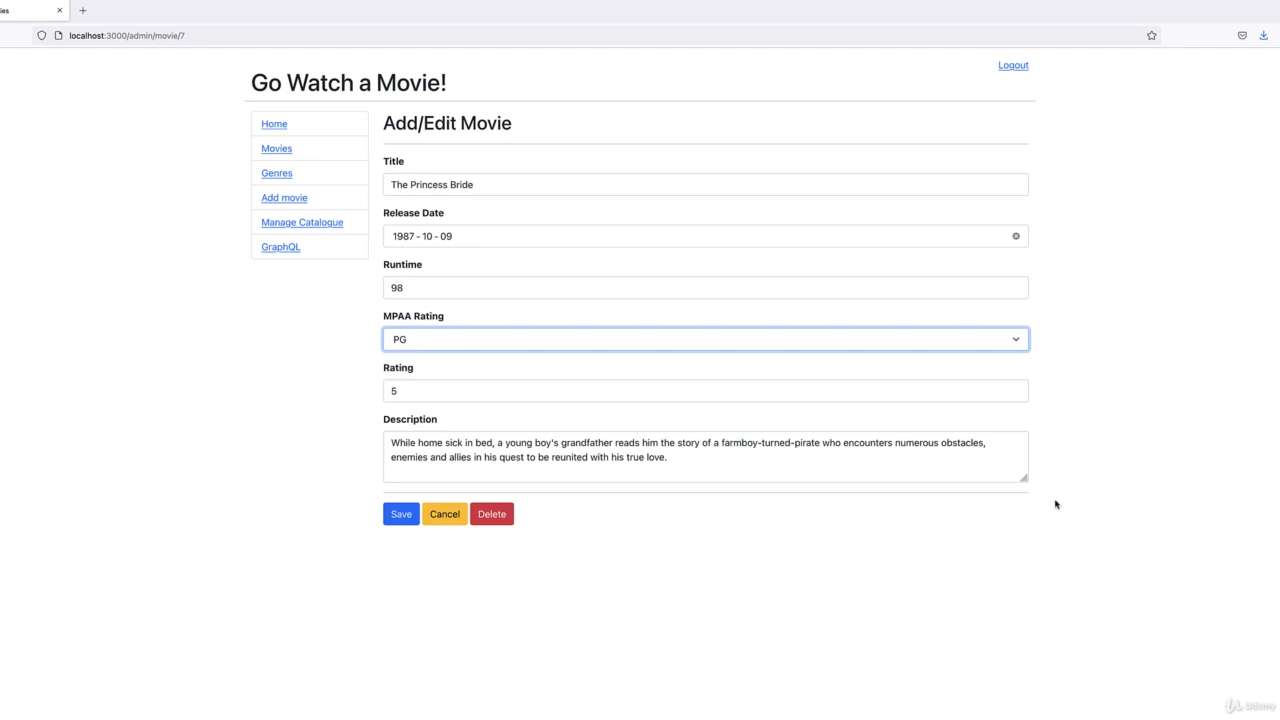 ies
localhost:3000/admin/movie/7
Logout
Go Watch a Movie!
Home
Movies
Genres
Add movie
Manage Catalogue
GraphQL
Add/Edit Movie
Title
The Princess Bride
Release Date
1987 - 10 - 09
Runtime
98
MPAA Rating
PG
Rating
5
Description
While home sick in bed, a young boy's grandfather reads him the story of a farmboy-turned-pirate who encounters numerous obstacles,
enemies and allies in his quest to be reunited with his true love.
Save Cancel Delete
Udemy